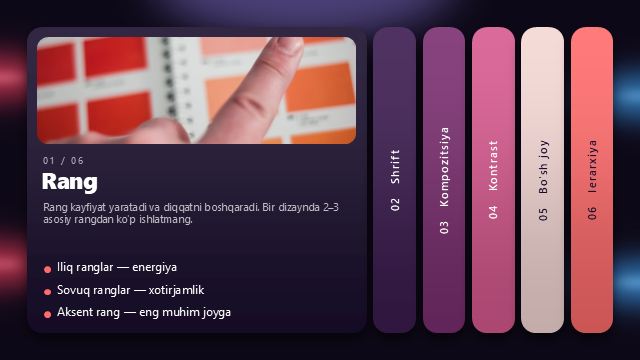 01 / 06
Rang
Rang kayfiyat yaratadi va diqqatni boshqaradi. Bir dizaynda 2–3
asosiy rangdan ko'p ishlatmang.
Iliq ranglar — energiya
Sovuq ranglar — xotirjamlik
Aksent rang — eng muhim joyga
02 Shrift
03 Kompozitsiya
04 Kontrast
05 Bo'sh joy
06 Ierarxiya